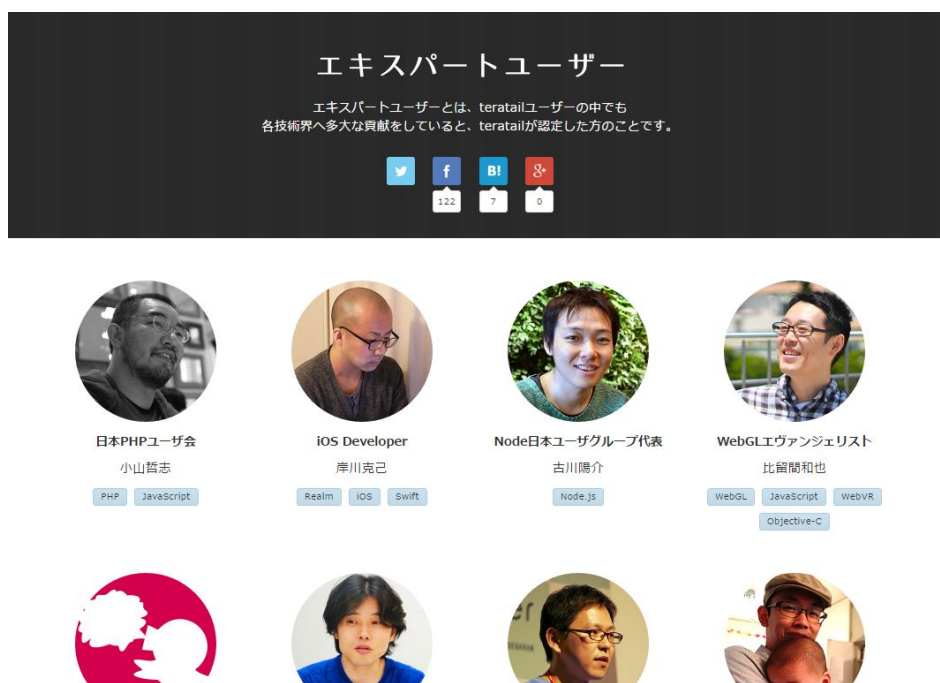 エキスパートユーザー
エキスパートユーザーとは、teratailユーザーの中でも
各技術界へ多大な貢献をしていると、teratailが認定した方のことです。
f B! g+
122 7 0
日本PHPユーザ会 iOS Developer Node日本ユーザグループ代表 WebGLエヴァンジェリスト
小山哲志 岸川克己 古川陽介 比留間和也
PHP JavaScript Realm iOS Swift Node.js WebGL JavaScript WebVR
Objective-C